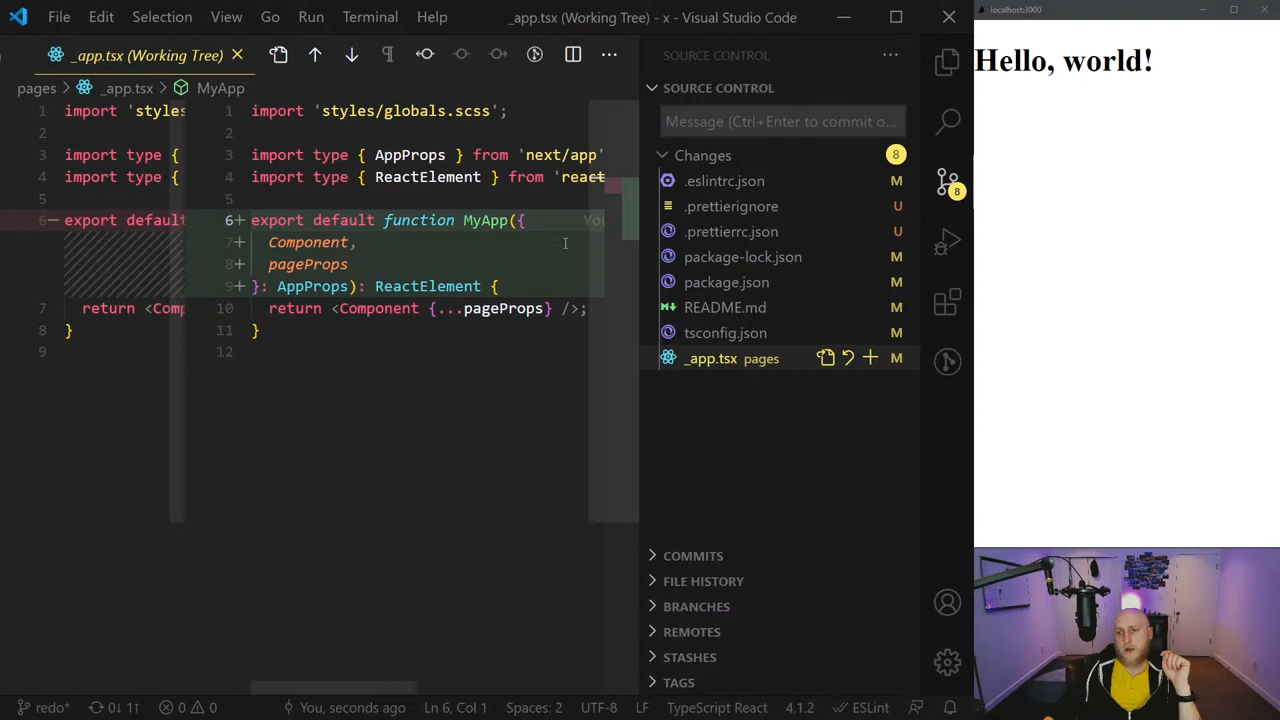 File Edit Selection View Go Run Terminal Help _app.tsx (Working Tree) - x - Visual Studio Code
_app.tsx (Working Tree)
pages _app.tsx MyApp
1 import 'styles
2
3 import type {
4 import type {
5
6 export default
7 return <Comp
8 }
9
1 import 'styles/globals.scss';
2
3 import type { AppProps } from 'next/app'
4 import type { ReactElement } from 'react
5
6+ export default function MyApp({ You
7+ Component,
8+ pageProps
9+ }: AppProps): ReactElement {
10 return <Component {...pageProps} />;
11 }
12
SOURCE CONTROL
SOURCE CONTROL
Message (Ctrl+Enter to commit o...
Changes 8
.eslintrc.json M
.prettierignore U
.prettierrc.json U
package-lock.json M
package.json M
README.md M
tsconfig.json M
_app.tsx pages M
COMMITS
FILE HISTORY
BRANCHES
REMOTES
STASHES
TAGS
8
redo* 0↓ 1↑ 0 0 You, seconds ago Ln 6, Col 1 Spaces: 2 UTF-8 LF TypeScript React 4.1.2 ESLint
localhost:3000
Hello, world!